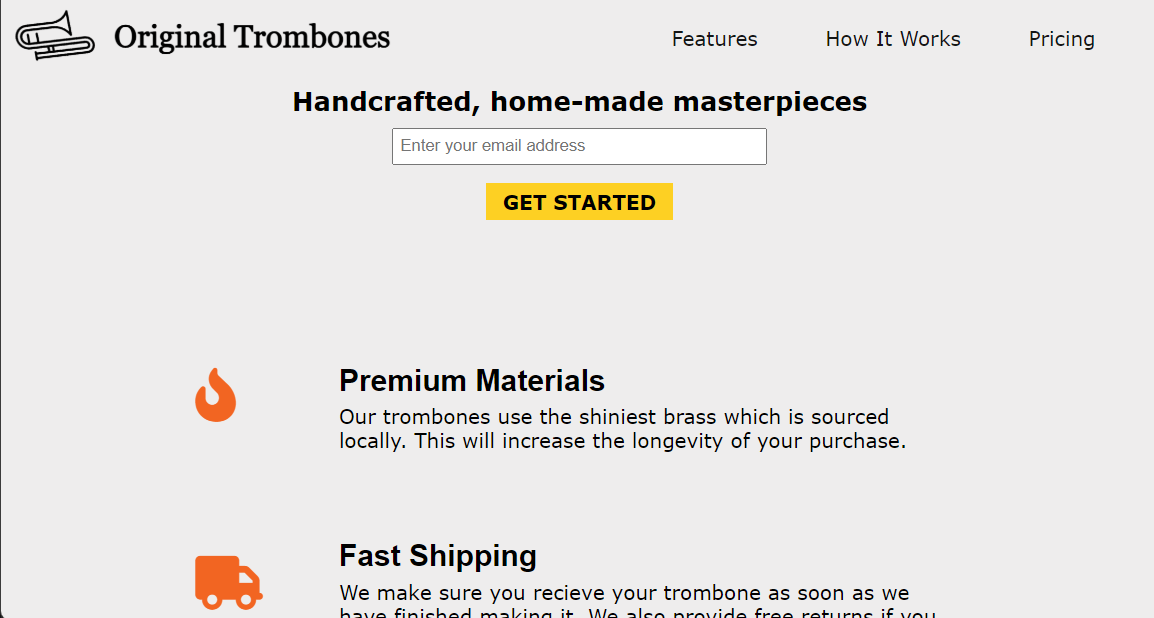 Original Trombones
Features
How It Works
Pricing
Handcrafted, home-made masterpieces
Enter your email address
GET STARTED
Premium Materials
Our trombones use the shiniest brass which is sourced
locally. This will increase the longevity of your purchase.
Fast Shipping
We make sure you recieve your trombone as soon as we
have finished making it. We also provide free returns if you